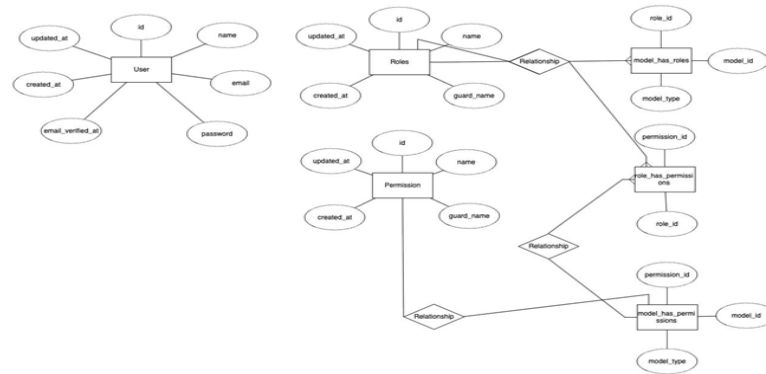 id
updated_at
name
User
created_at
email
email_verified_at
password
id
updated_at
name
Roles
created_at
guard_name
Relationship
role_id
model_has_roles
model_id
model_type
id
updated_at
name
Permission
created_at
guard_name
permission_id
role_has_permissi
ons
role_id
Relationship
Relationship
permission_id
model_has_permi
ssions
model_id
model_type